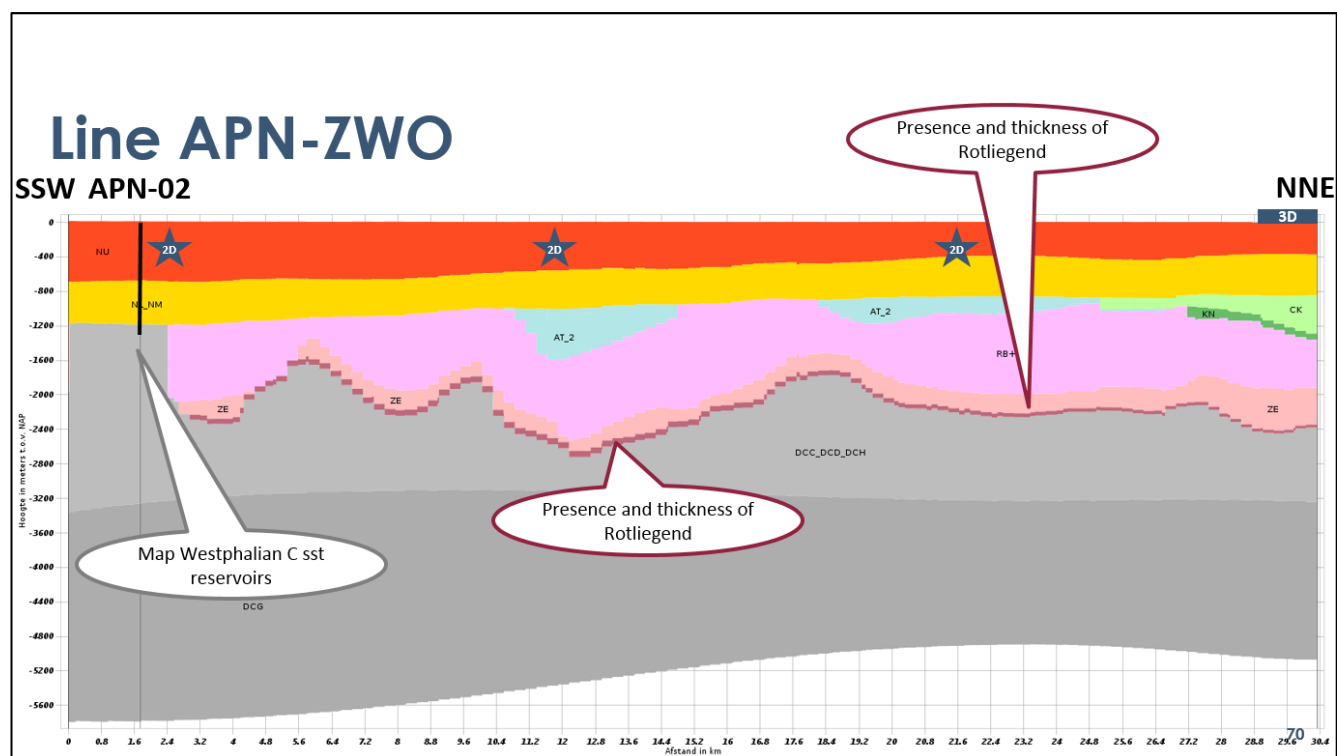 Line APN-ZWO
Presence and thickness of
Rotliegend
SSW APN-02
NNE
3D
0
-400
-800
-1200
-1600
-2000
-2400
-2800
-3200
-3600
-4000
-4400
-4800
-5200
-5600
Hoogte in meters t.o.v. NAP
NU
2D
2D
2D
AT_2
AT_2
KN
CK
RB+
ZE
ZE
ZE
DCC_DCD_DCH
Presence and thickness of
Rotliegend
Map Westphalian C sst
reservoirs
DCG
70
0 0.8 1.6 2.4 3.2 4 4.8 5.6 6.4 7.2 8 8.8 9.6 10.4 11.2 12 12.8 13.6 14.4 15.2 16 16.8 17.6 18.4 19.2 20 20.8 21.6 22.4 23.2 24 24.8 25.6 26.4 27.2 28 28.8 29.6 30.4
Afstand in km